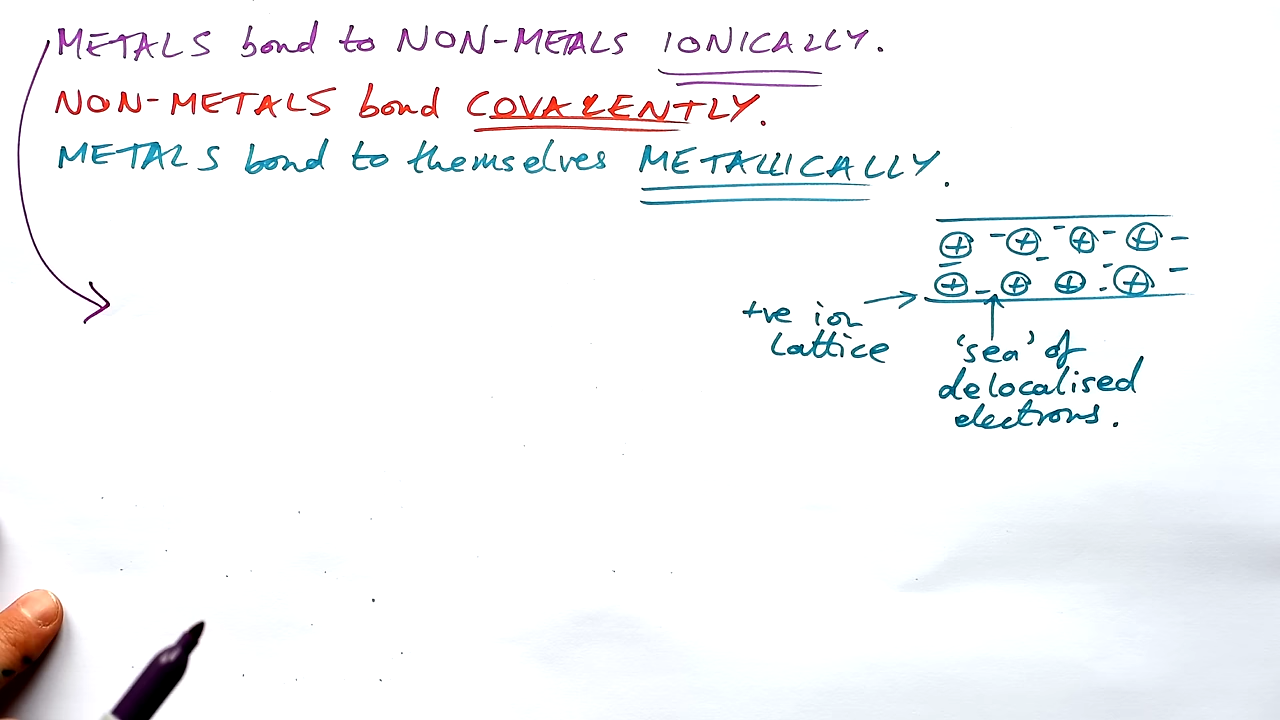 METALS bond to NON-METALS IONICALLY.
NON-METALS bond COVALENTLY.
METALS bond to themselves METALLICALLY.
+ - + - + - + -
- -
+ - + + - + -
+ve ion
lattice
'sea' of
delocalised
electrons.